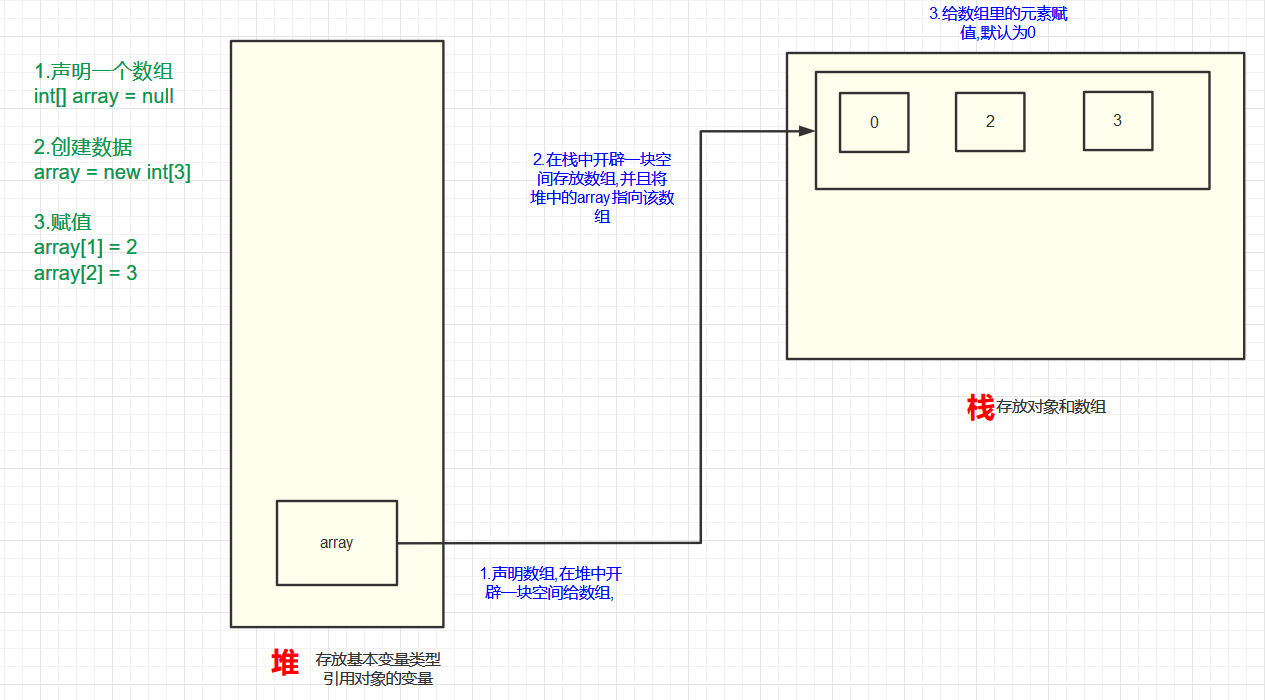 1.声明一个数组
int[] array = null
2.创建数据
array = new int[3]
3.赋值
array[1] = 2
array[2] = 3
array
堆
存放基本变量类型
引用对象的变量
1.声明数组,在堆中开
辟一块空间给数组,
2.在栈中开辟一块空
间存放数组,并且将
堆中的array指向该数
组
3.给数组里的元素赋
值,默认为0
0
2
3
栈
存放对象和数组